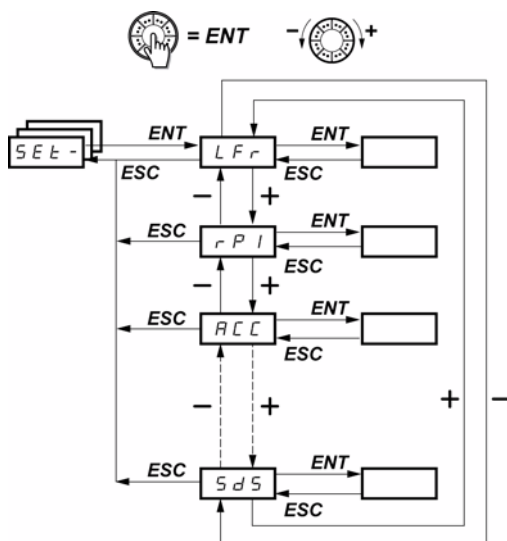 = ENT - +
ENT ENT
SEt- LFr
ESC ESC
- +
ENT
ESC rPI
ESC
- +
ENT
ESC ACC
ESC
- + + -
ENT
ESC SdS
ESC